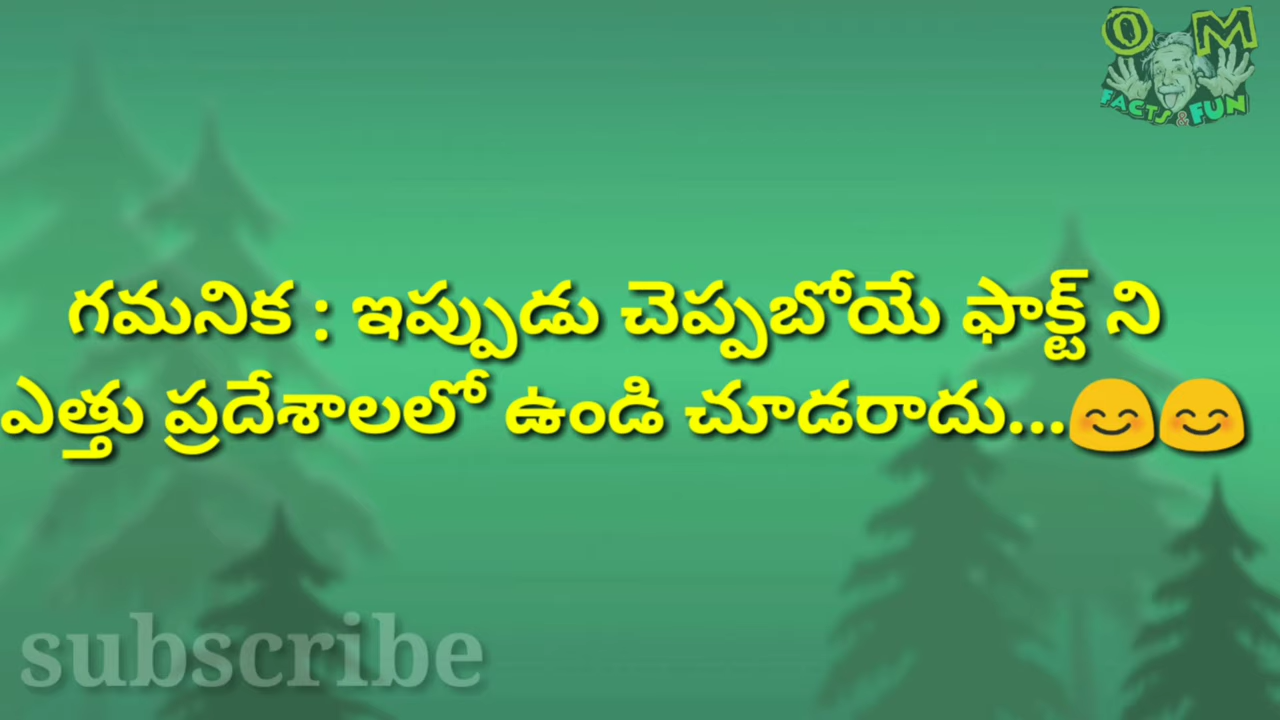 O M
FACTS & FUN
గమనిక : ఇప్పుడు చెప్పబోయే ఫాక్ట్ ని
ఎత్తు ప్రదేశాలలో ఉండి చూడరాదు...😊😊
subscribe